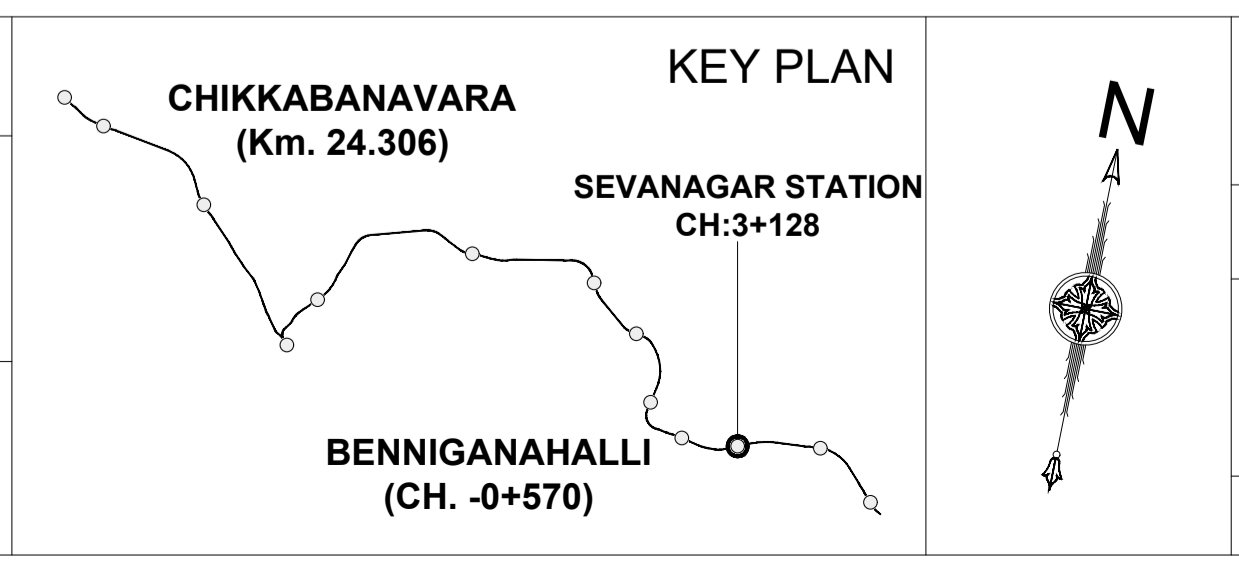 KEY PLAN
CHIKKABANAVARA
(Km. 24.306)
SEVANAGAR STATION
CH:3+128
BENNIGANAHALLI
(CH. -0+570)
N